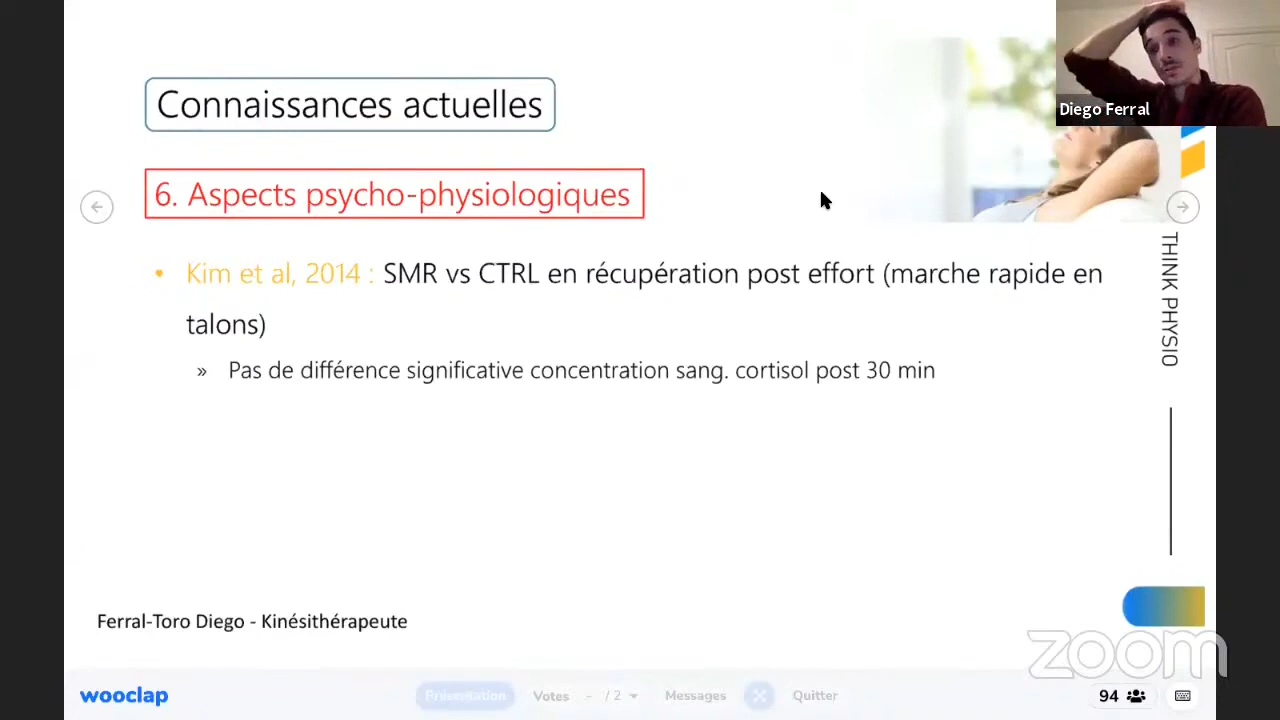 Connaissances actuelles
Diego Ferral
6. Aspects psycho-physiologiques
• Kim et al, 2014 : SMR vs CTRL en récupération post effort (marche rapide en
talons)
» Pas de différence significative concentration sang. cortisol post 30 min
THINK PHYSIO
Ferral-Toro Diego - Kinésithérapeute
zoom
wooclap
Présentation
Votes - / 2
Messages
Quitter
94